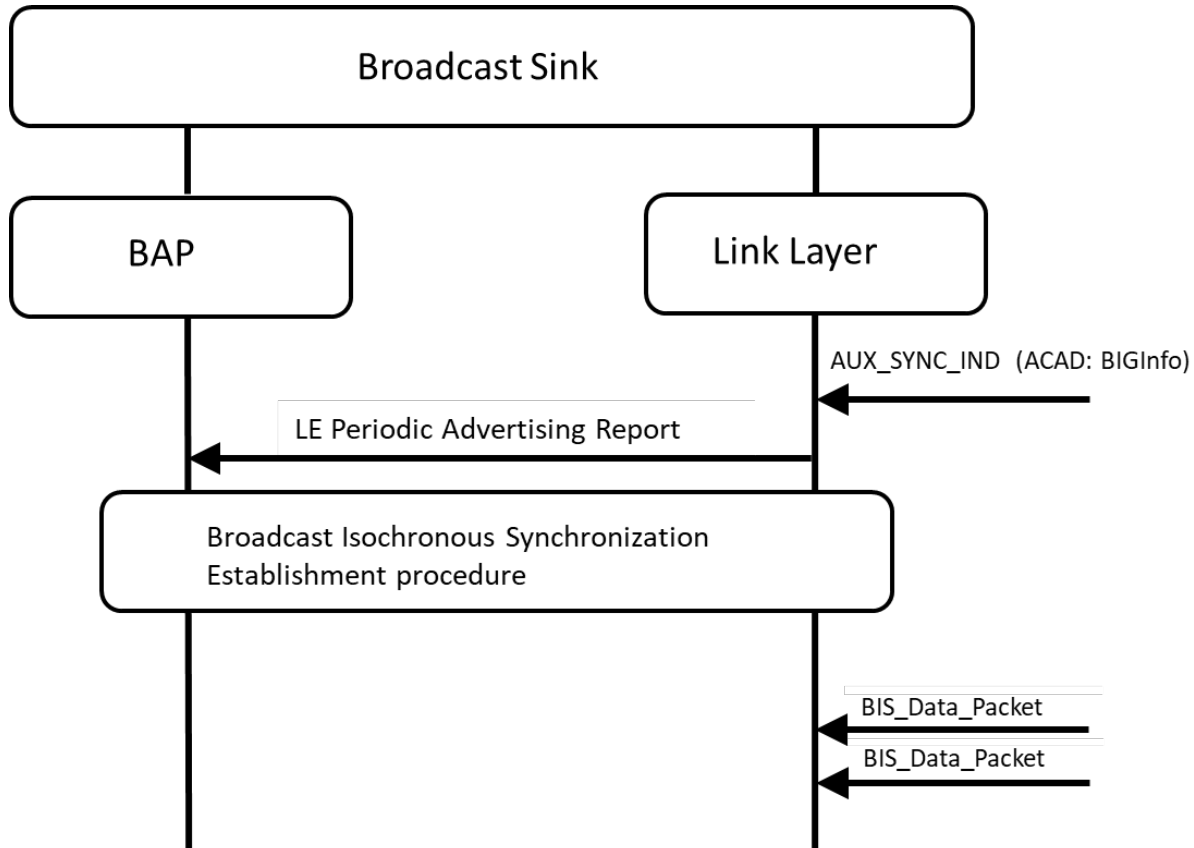 Broadcast Sink
BAP
Link Layer
AUX_SYNC_IND (ACAD: BIGInfo)
LE Periodic Advertising Report
Broadcast Isochronous Synchronization
Establishment procedure
BIS_Data_Packet
BIS_Data_Packet